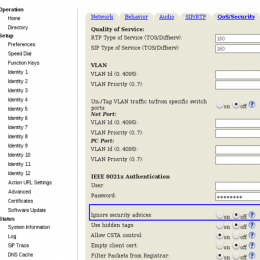 Operation
Home
Directory
Setup
Preferences
Speed Dial
Function Keys
Identity 1
Identity 2
Identity 3
Identity 4
Identity 5
Identity 6
Identity 7
Identity 8
Identity 9
Identity 10
Identity 11
Identity 12
Action URL Settings
Advanced
Certificates
Software Update
Status
System Information
Log
SIP Trace
DNS Cache
Network Behavior Audio SIP/RTP QoS/Security
Quality of Service:
RTP Type of Service (TOS/Diffserv): 160
SIP Type of Service (TOS/Diffserv): 160
VLAN
VLAN Id (0..4095):
VLAN Priority (0..7):
Un-/Tag VLAN traffic to/from specific switch ports on off ?
Net Port:
VLAN Id (0..4095):
VLAN Priority (0..7):
PC Port:
VLAN Id (0..4095):
VLAN Priority (0..7):
IEEE 8021x Authentication
User:
Password: ********
Ignore security advices: on off ?
Use hidden tags: on off ?
Allow CSTA control: on off ?
Empty client cert: on off ?
Filter Packets from Registrar: on off ?